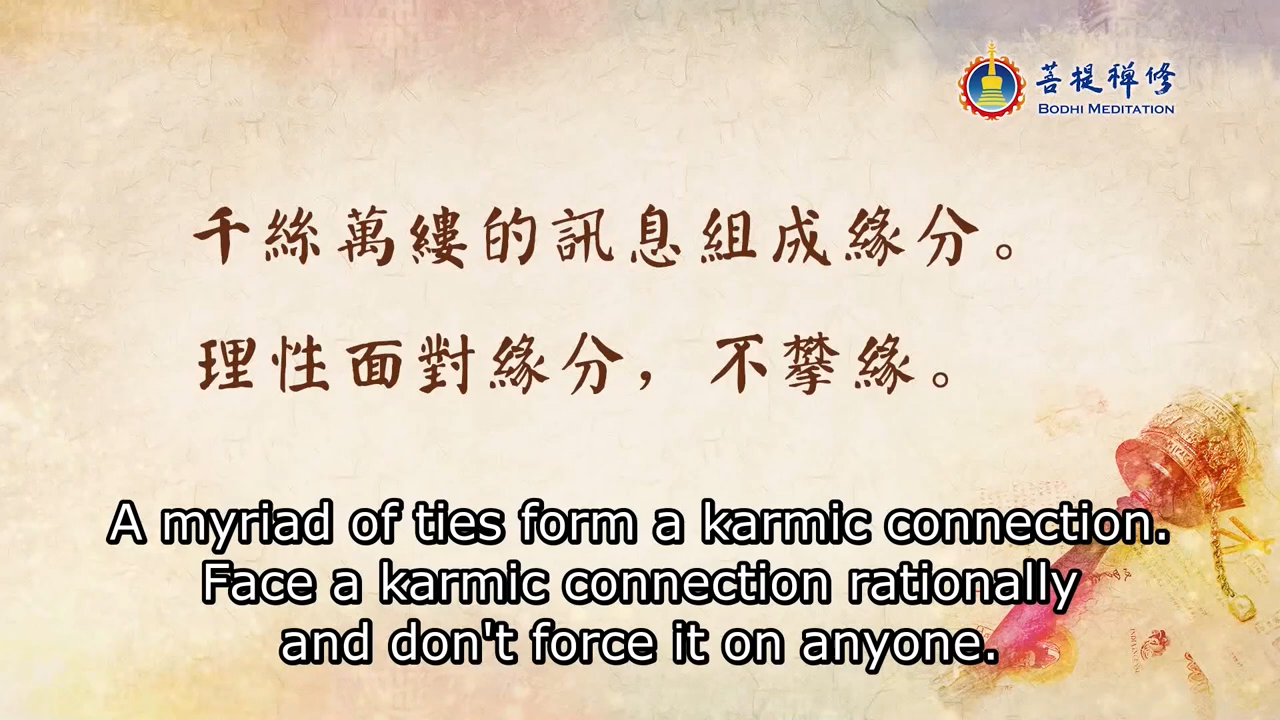 菩提禪修
BODHI MEDITATION
千絲萬縷的訊息組成緣分。
理性面對緣分，不攀緣。
A myriad of ties form a karmic connection.
Face a karmic connection rationally
and don't force it on anyone.